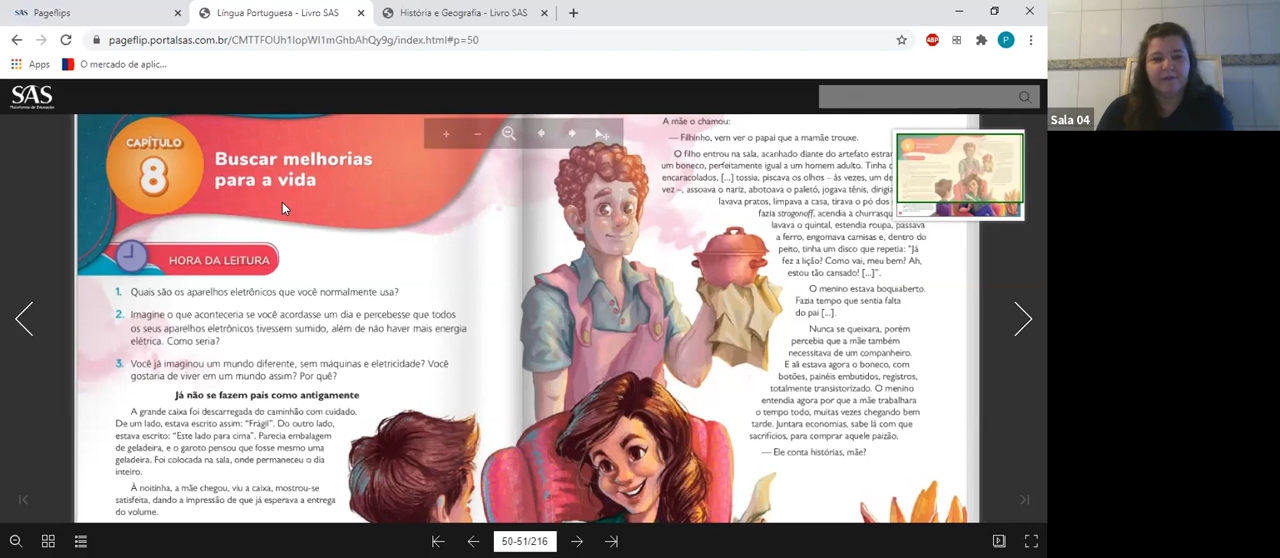 Pageflips
Língua Portuguesa - Livro SAS
História e Geografia - Livro SAS
pageflip.portalsas.com.br/CMTTFOUh1IopWI1mGhbAhQy9g/index.html#p=50
ABP
P
Apps
O mercado de aplic...
SAS
Plataforma de Educação
Sala 04
CAPÍTULO
8
Buscar melhorias
para a vida
HORA DA LEITURA
1. Quais são os aparelhos eletrônicos que você normalmente usa?
2. Imagine o que aconteceria se você acordasse um dia e percebesse que todos
os seus aparelhos eletrônicos tivessem sumido, além de não haver mais energia
elétrica. Como seria?
3. Você já imaginou um mundo diferente, sem máquinas e eletricidade? Você
gostaria de viver em um mundo assim? Por quê?
Já não se fazem pais como antigamente
A grande caixa foi descarregada do caminhão com cuidado.
De um lado, estava escrito assim: "Frágil". Do outro lado,
estava escrito: "Este lado para cima". Parecia embalagem
de geladeira, e o garoto pensou que fosse mesmo uma
geladeira. Foi colocada na sala, onde permaneceu o dia
inteiro.
À noitinha, a mãe chegou, viu a caixa, mostrou-se
satisfeita, dando a impressão de que já esperava a entrega
do volume.
A mãe o chamou:
— Filhinho, vem ver o papai que a mamãe trouxe.
O filho entrou na sala, acanhado diante do artefato
um boneco, perfeitamente igual a um homem adulto. Tinha
encaracolados, [...] tossia, piscava os olhos – às vezes, um de
vez –, assoava o nariz, abotoava o paletó, jogava tênis,
lavava pratos, limpava a casa, tirava o pó dos
fazia strogonoff, acendia a
lavava o quintal, estendia roupa, passava
a ferro, engomava camisas e, dentro do
peito, tinha um disco que repetia: "Já
fez a lição? Como vai, meu bem? Ah,
estou tão cansado! [...]".
O menino estava boquiaberto.
Fazia tempo que sentia falta
do pai [...].
Nunca se queixara, porém
percebia que a mãe também
necessitava de um companheiro.
E ali estava agora o boneco, com
botões, painéis embutidos, registros,
totalmente transistorizado. O menino
entendia agora por que a mãe trabalhara
o tempo todo, muitas vezes chegando bem
tarde. Juntara economias, sabe lá com que
sacrifícios, para comprar aquele paizão.
— Ele conta histórias, mãe?
50-51/216